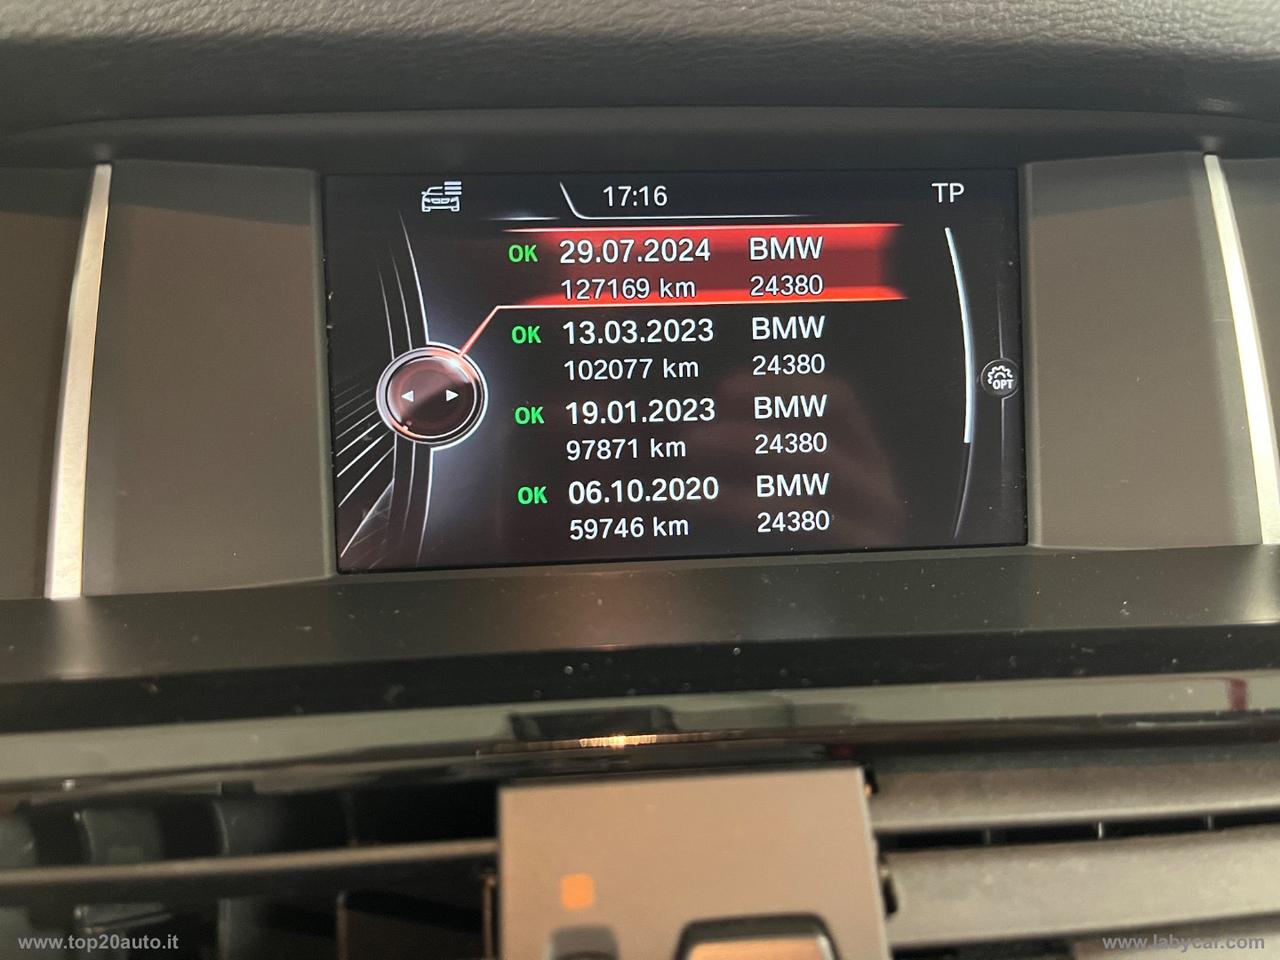 17:16 TP
OK 29.07.2024 BMW
127169 km 24380
OK 13.03.2023 BMW
102077 km 24380
OPT
OK 19.01.2023 BMW
97871 km 24380
OK 06.10.2020 BMW
59746 km 24380
www.top20auto.it
www.labycar.com